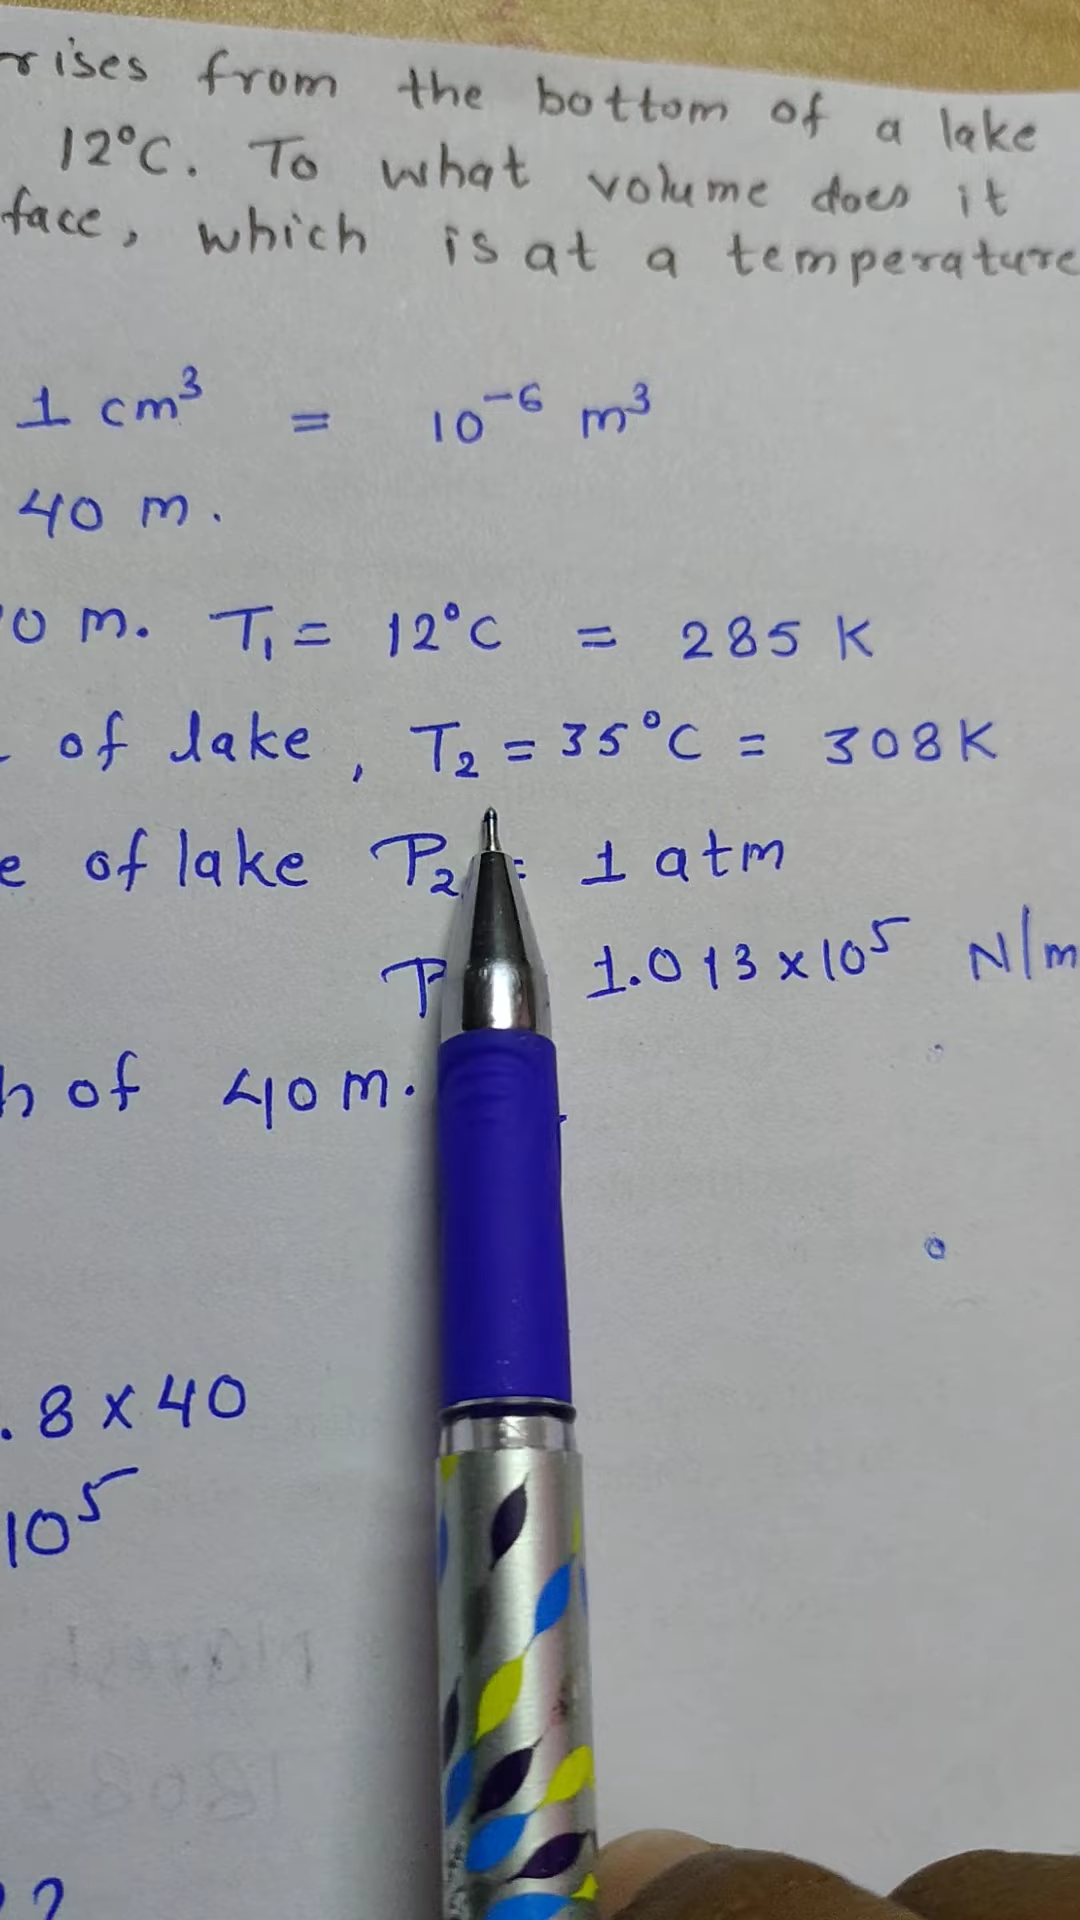 rises from the bottom of a lake
12°C. To what volume does it
face, which is at a temperature
1 cm³ = 10⁻⁶ m³
40 m.
0 m. T₁ = 12°C = 285 K
of lake, T₂ = 35°C = 308 K
e of lake P₂ = 1 atm
P 1.013 x 10⁵ N/m
h of 40 m.
.8 x 40
10⁵
?